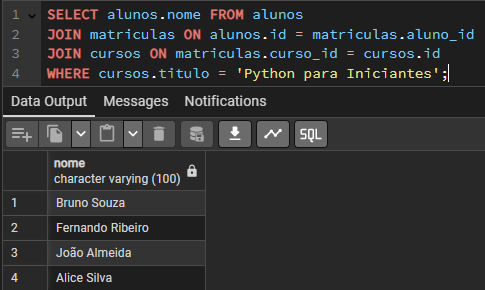 1 SELECT alunos.nome FROM alunos
2 JOIN matriculas ON alunos.id = matriculas.aluno_id
3 JOIN cursos ON matriculas.curso_id = cursos.id
4 WHERE cursos.titulo = 'Python para Iniciantes';
Data Output Messages Notifications
SQL
nome
character varying (100)
1 Bruno Souza
2 Fernando Ribeiro
3 João Almeida
4 Alice Silva